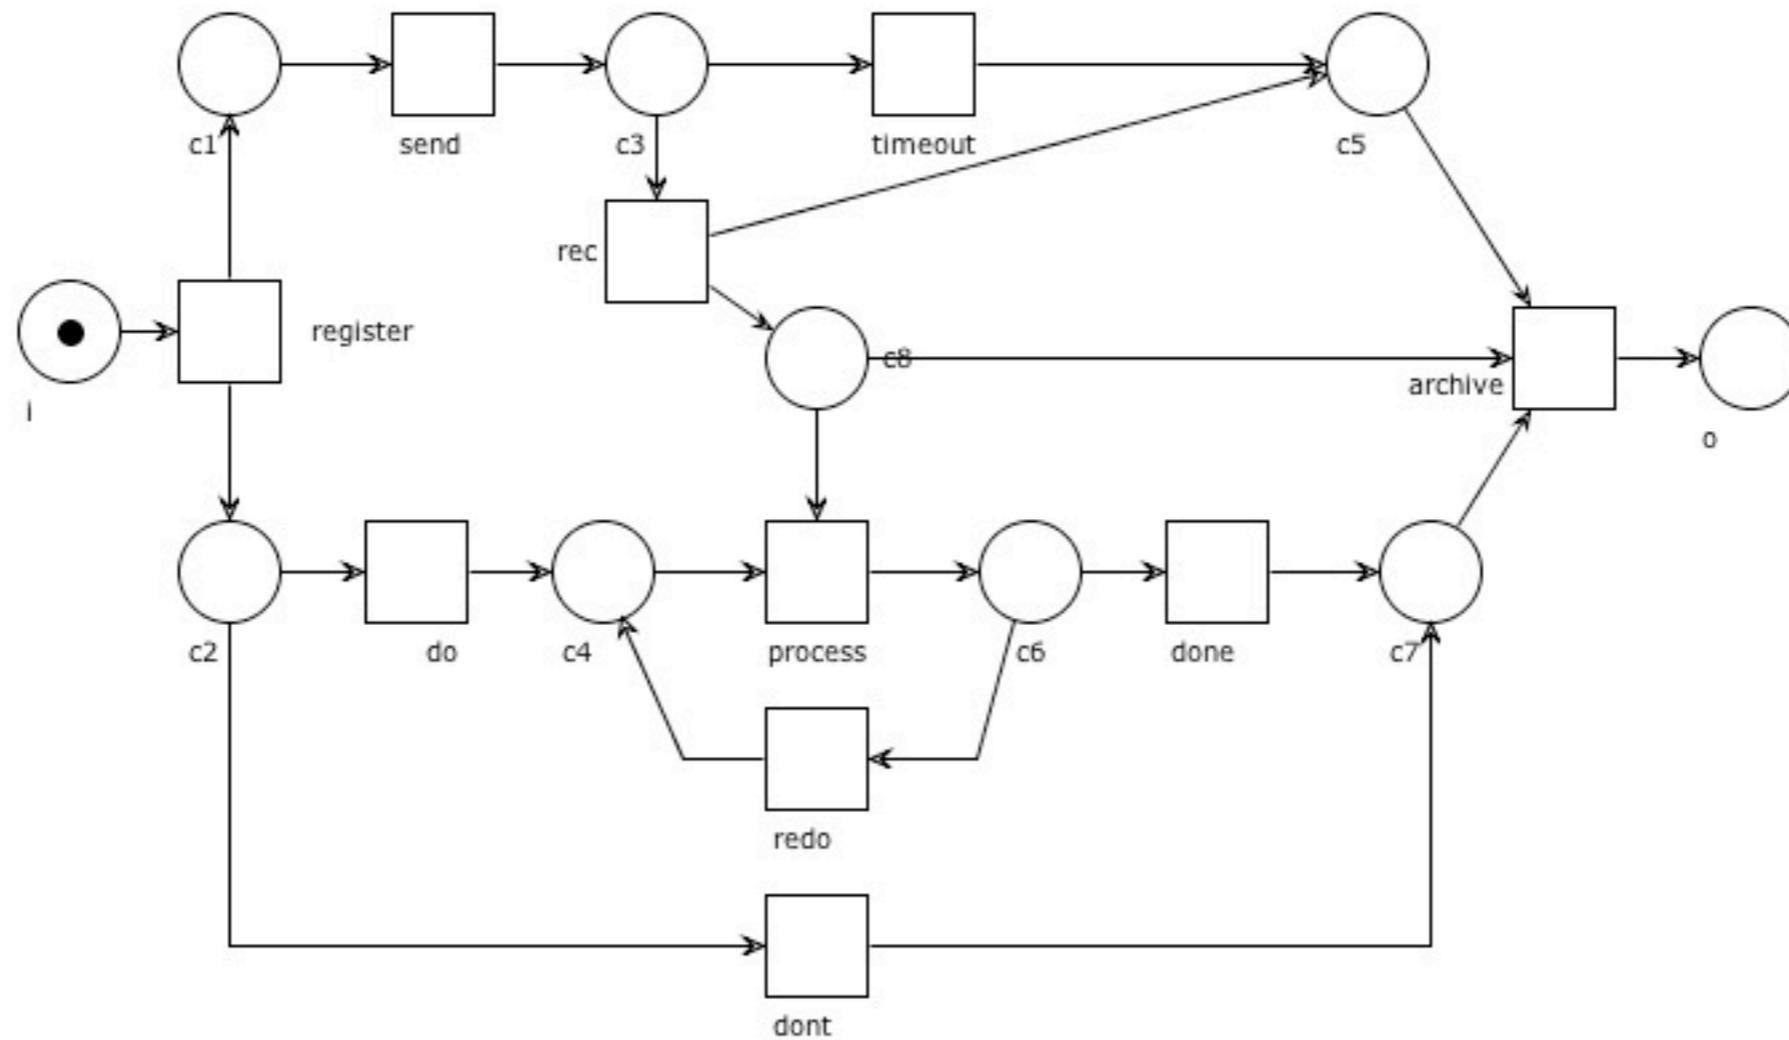 c1
send
c3
timeout
c5
rec
register
i
c8
archive
o
c2
do
c4
process
c6
done
c7
redo
dont